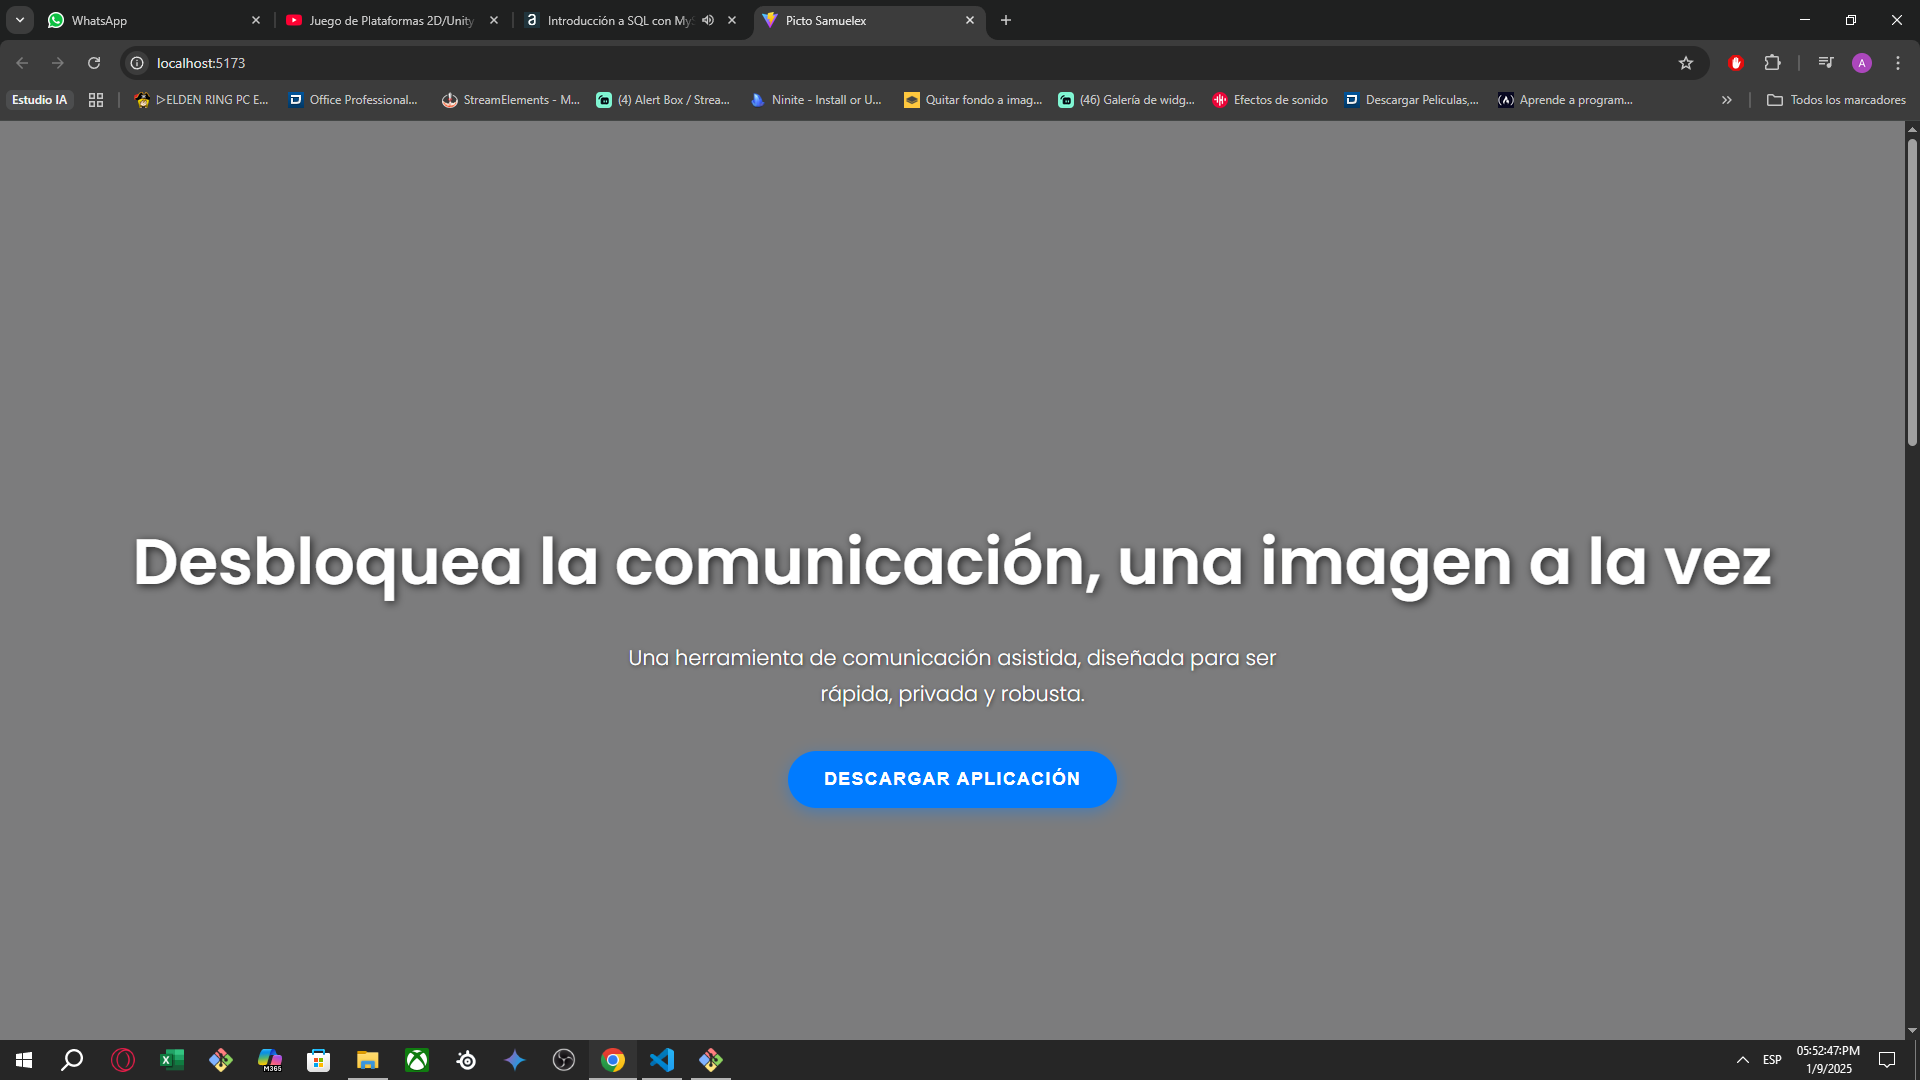 WhatsApp
Juego de Plataformas 2D/Unity
Introducción a SQL con My
Picto Samuelex
localhost:5173
Estudio IA
ELDEN RING PC E...
Office Professional...
StreamElements - M...
(4) Alert Box / Strea...
Ninite - Install or U...
Quitar fondo a imag...
(46) Galería de widg...
Efectos de sonido
Descargar Peliculas,...
Aprende a program...
Todos los marcadores
Desbloquea la comunicación, una imagen a la vez
Una herramienta de comunicación asistida, diseñada para ser
rápida, privada y robusta.
DESCARGAR APLICACIÓN
M365
ESP
05:52:47:PM
1/9/2025